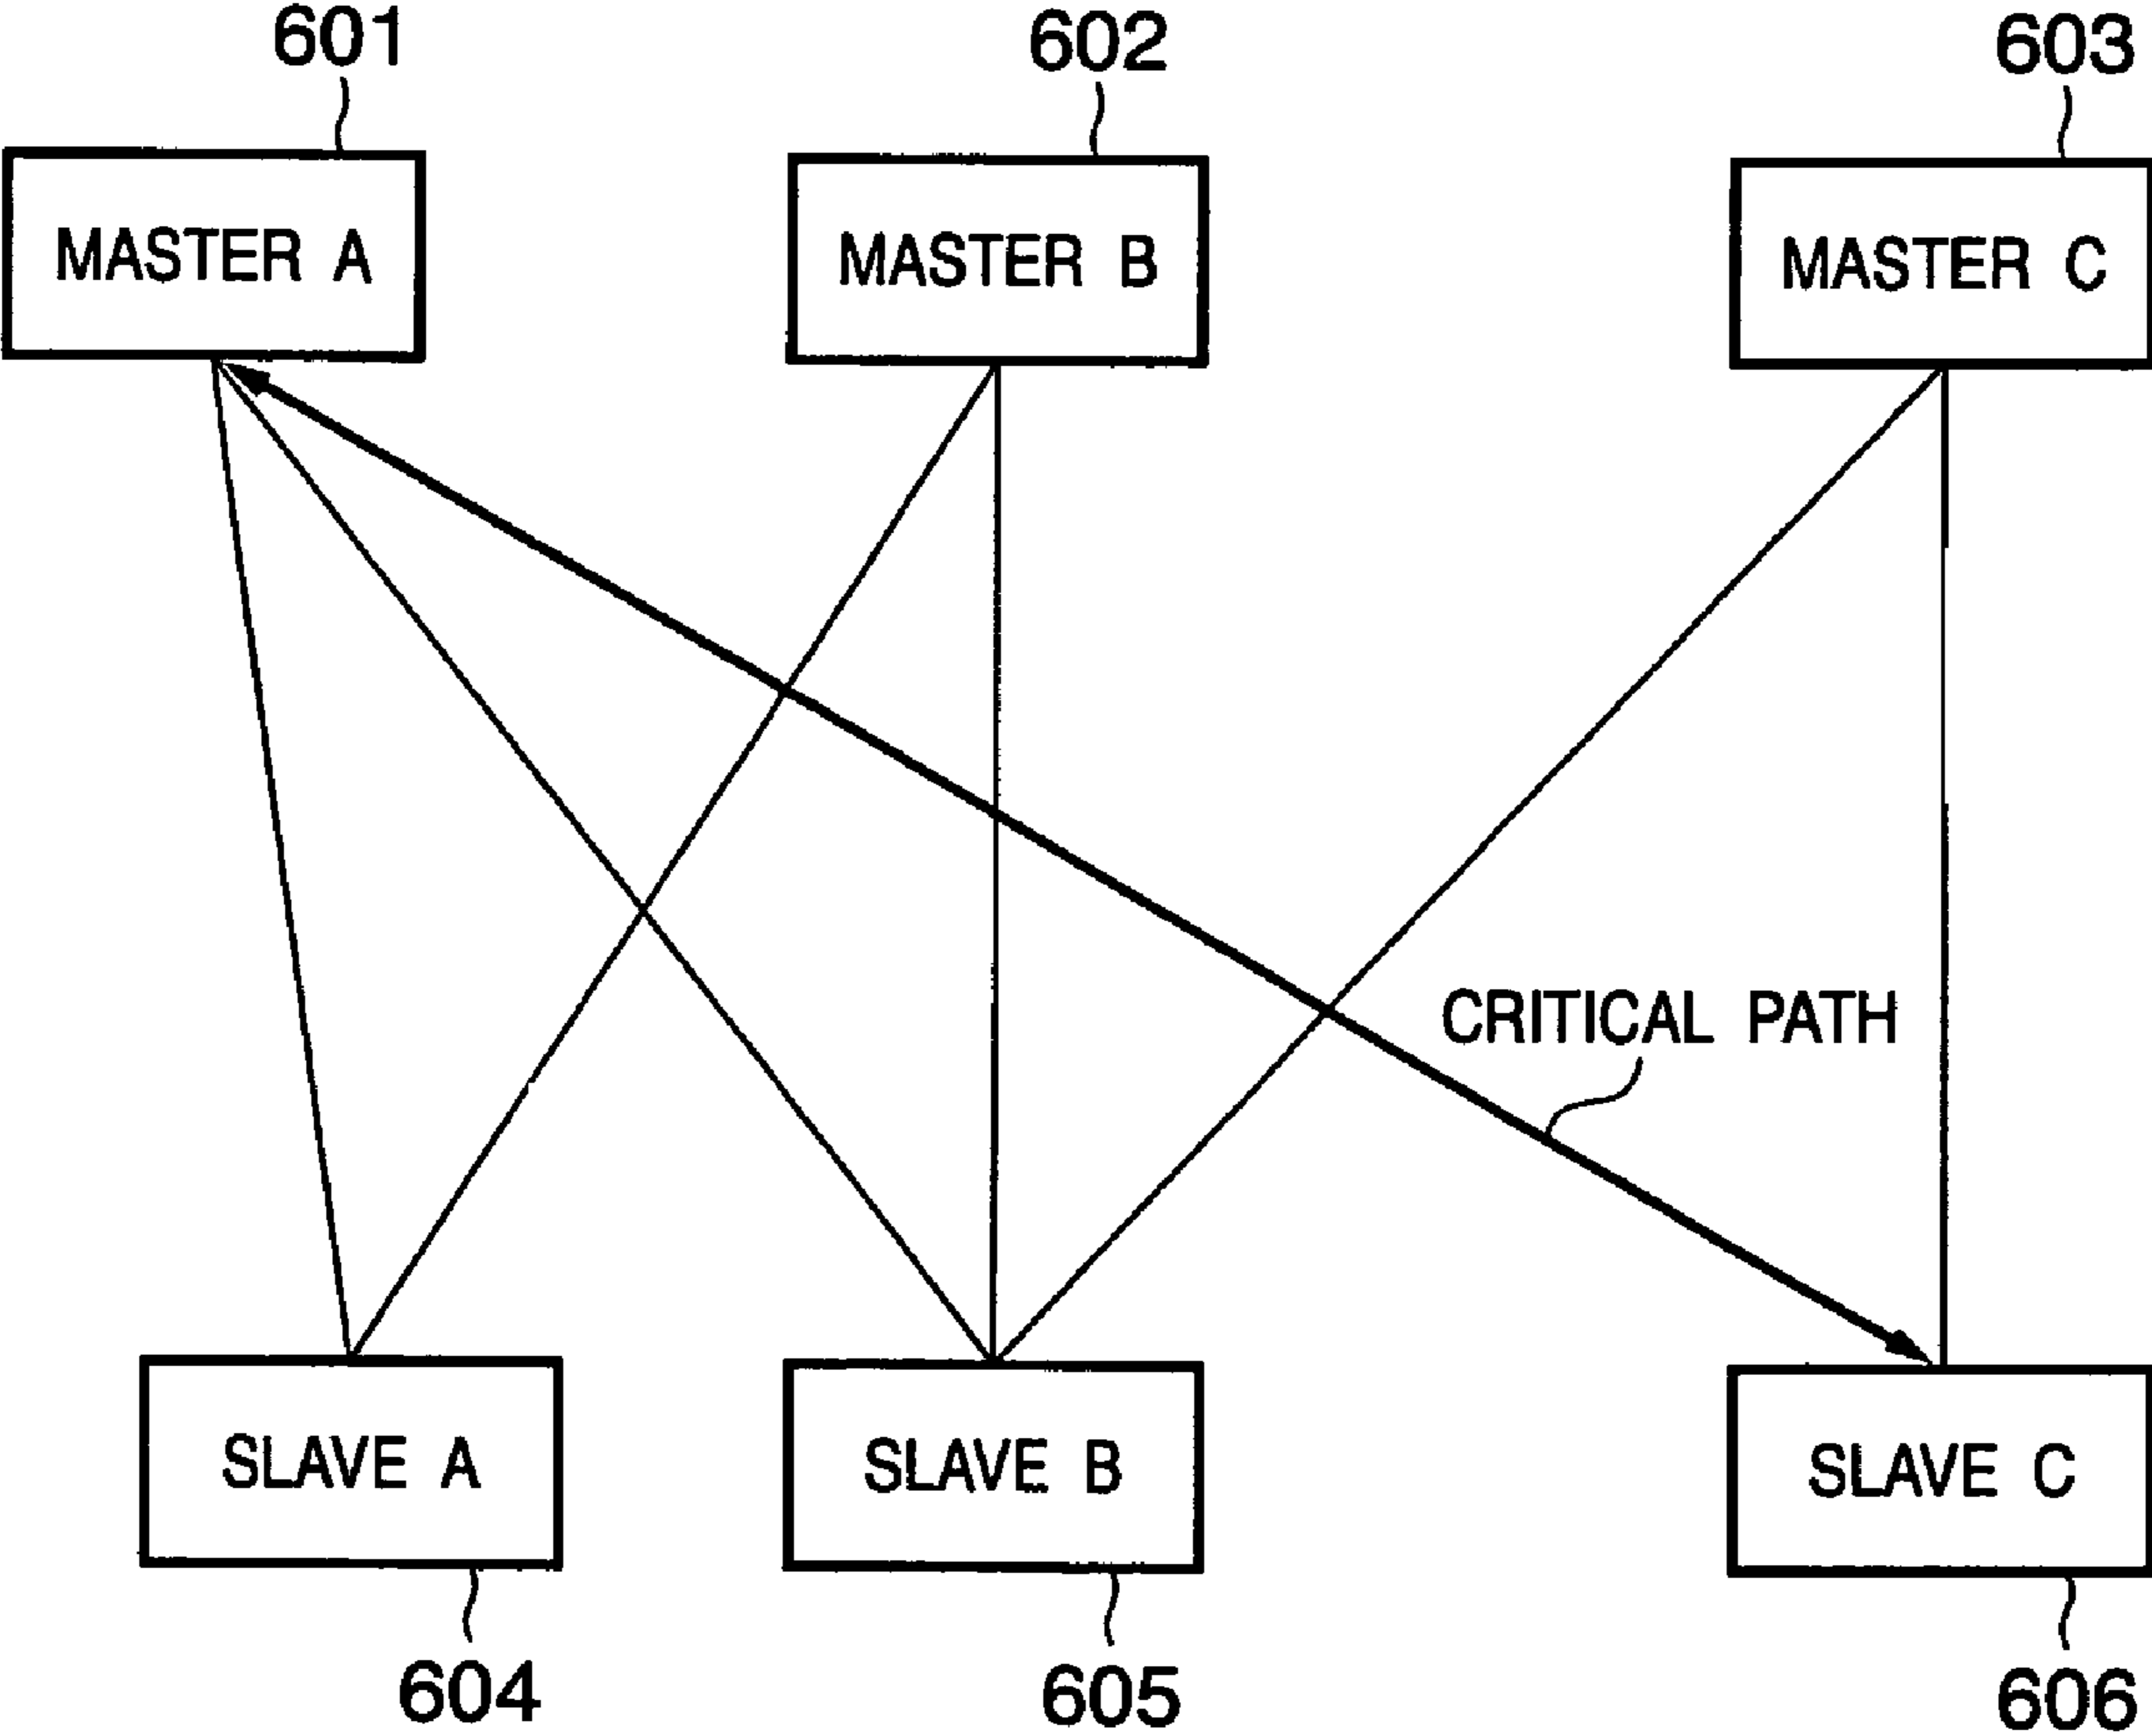 601
602
603
MASTER A
MASTER B
MASTER C
CRITICAL PATH
SLAVE A
SLAVE B
SLAVE C
604
605
606